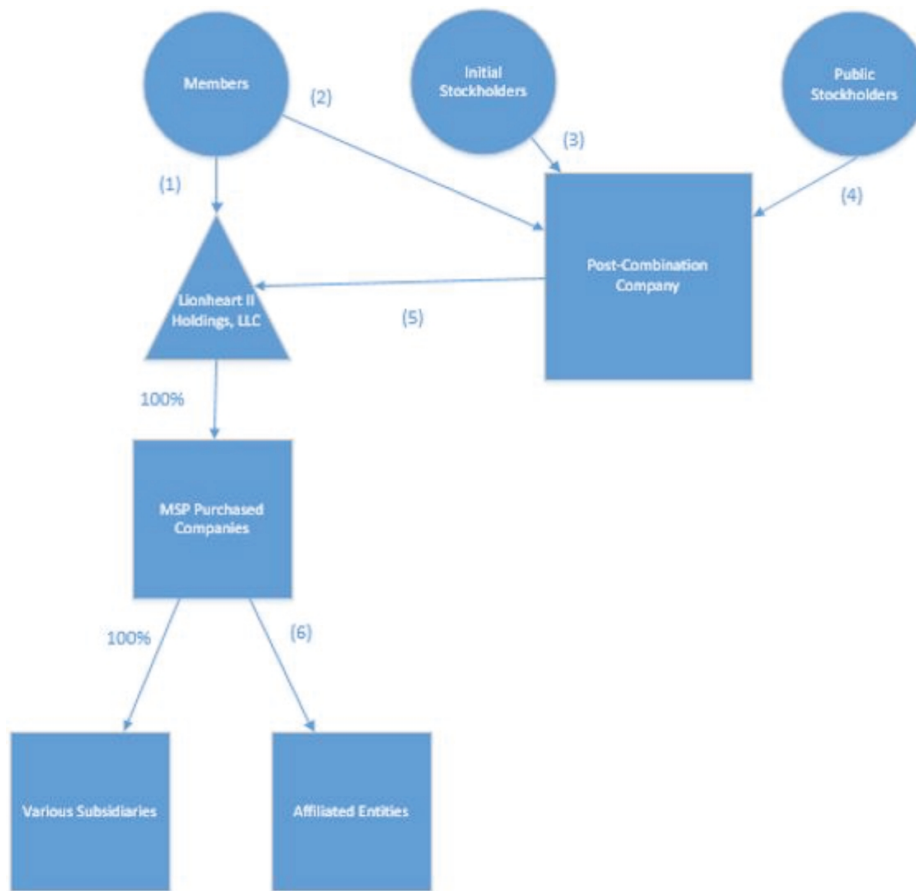 Members
Initial
Stockholders
Public
Stockholders
(2)
(3)
(1)
(4)
Post-Combination
Company
Lionheart II
Holdings, LLC
(5)
100%
MSP Purchased
Companies
100%
(6)
Various Subsidiaries
Affiliated Entities